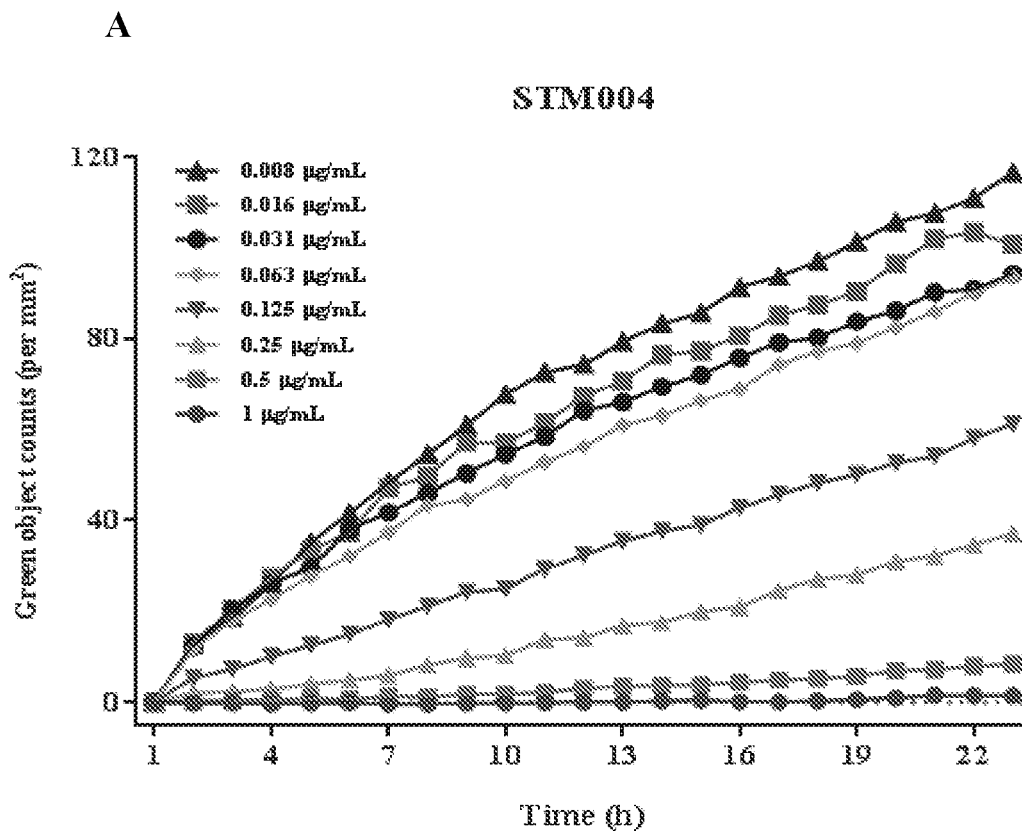 A
STM004
120
80
40
0
Green object counts (per mm²)
0.008 µg/mL
0.016 µg/mL
0.031 µg/mL
0.063 µg/mL
0.125 µg/mL
0.25 µg/mL
0.5 µg/mL
1 µg/mL
1 4 7 10 13 16 19 22
Time (h)